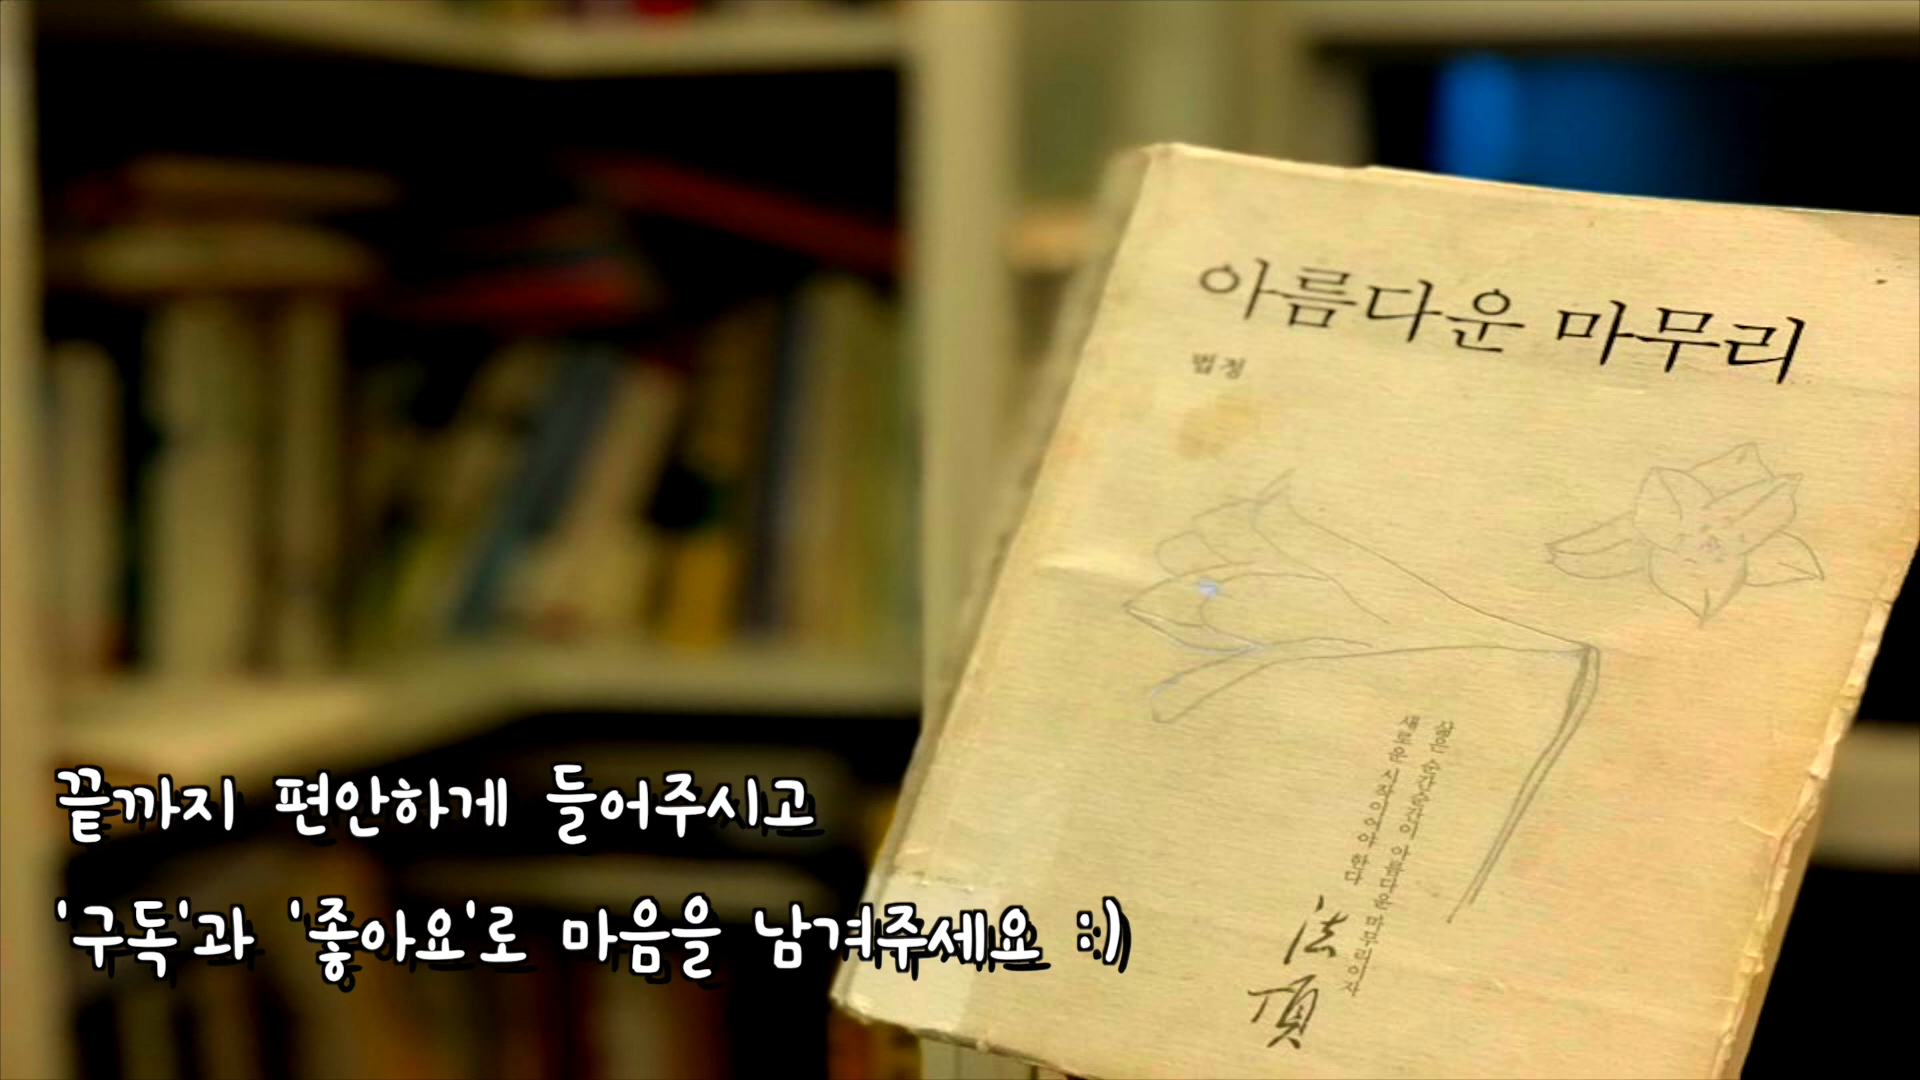 아름다운 마무리
법정
삶은 순간순간이 아름다운 마무리이자
새로운 시작이어야 한다
法頂
끝까지 편안하게 들어주시고
'구독'과 '좋아요'로 마음을 남겨주세요 :)